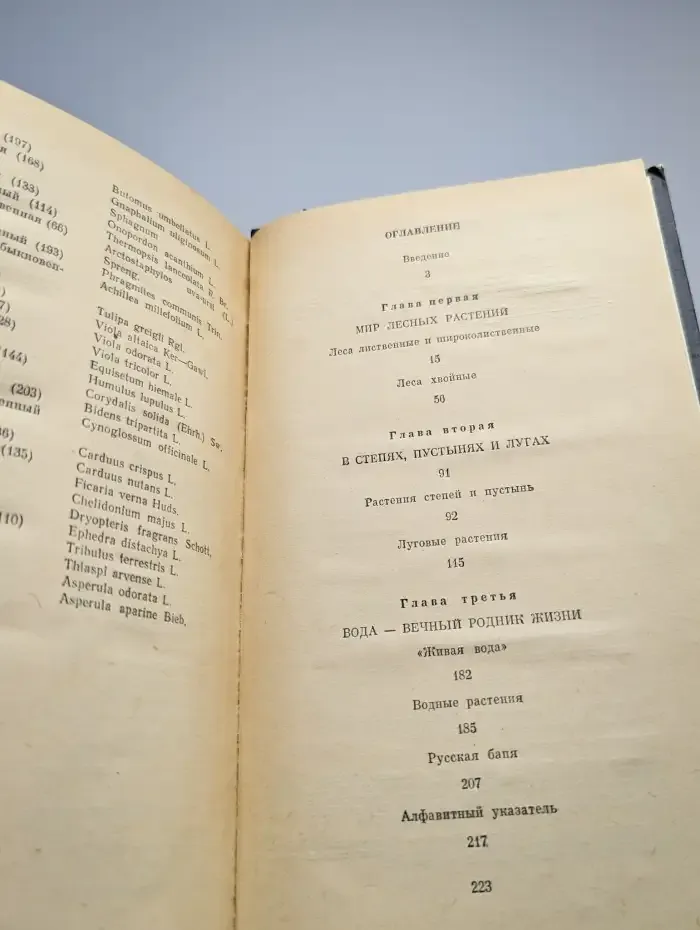 (197)
(168)
(133)
(114)
(66)
(193)
(144)
(203)
(135)
Butomus umbellatus L.
Gnaphalium uliginosum L.
Sphagnum
Onopordon acanthium L.
Thermopsis lanceolata R. Br.
Arctostaphylos uva-ursi (L.)
Spreng.
Phragmites communis Trin.
Achillea millefolium L.
Tulipa greigti Rgl.
Viola altaica Ker-Gawl.
Viola odorata L.
Viola tricolor L.
Equisetum hiemale L.
Humulus lupulus L.
Corydalis solida (Ehrh.) Sw.
Bidens tripartita L.
Cynoglossum officinale L.
Carduus crispus L.
Carduus nutans L.
Ficaria verna Huds.
Chelidonium majus L.
Dryopteris fragrans Schott,
Ephedra distachya L.
Tribulus terrestris L.
Thlaspi arvense L.
Asperula odorata L.
Asperula aparine Bieb,
ОГЛАВЛЕНИЕ
Введение
3
Глава первая
МИР ЛЕСНЫХ РАСТЕНИЙ
Леса лиственные и широколиственные
15
Леса хвойные
56
Глава вторая
В СТЕПЯХ, ПУСТЫНЯХ И ЛУГАХ
91
Растения степей и пустынь
92
Луговые растения
115
Глава третья
ВОДА — ВЕЧНЫЙ РОДНИК ЖИЗНИ
«Живая вода»
182
Водные растения
185
Русская баня
207
Алфавитный указатель
217
223